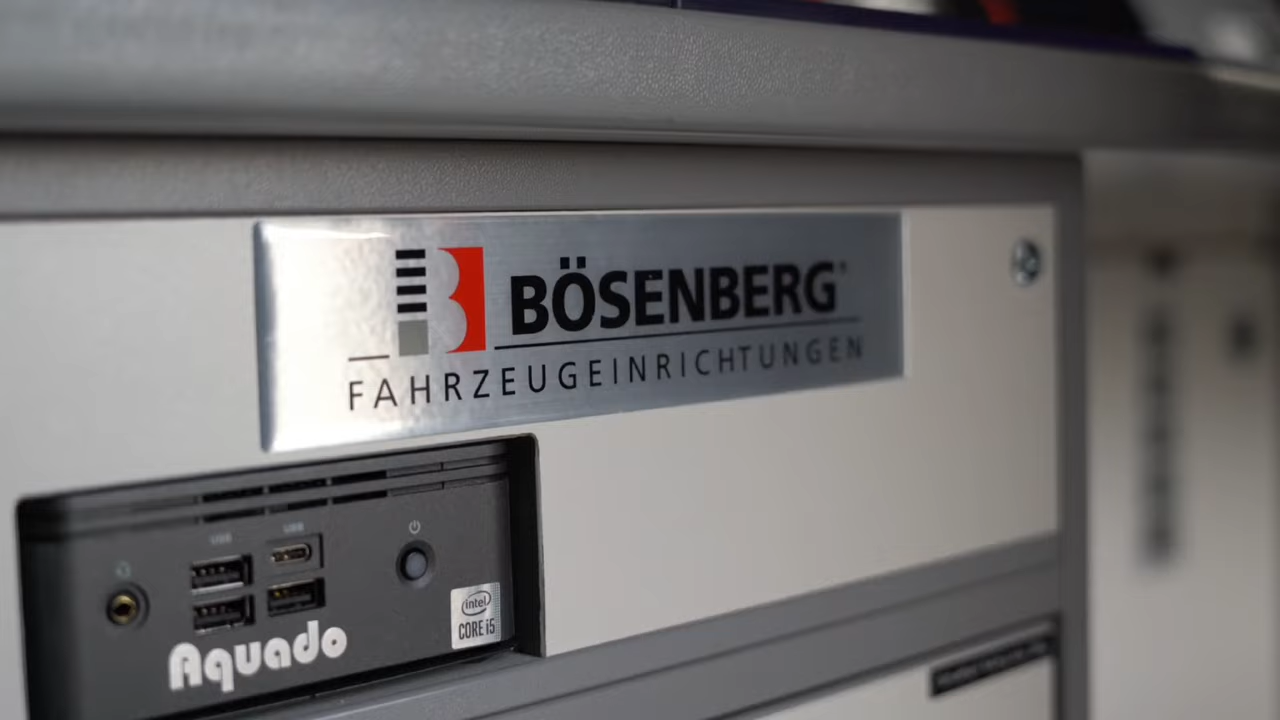 BÖSENBERG
FAHRZEUGEINRICHTUNGEN
USB
USB
intel
CORE i5
Aquado